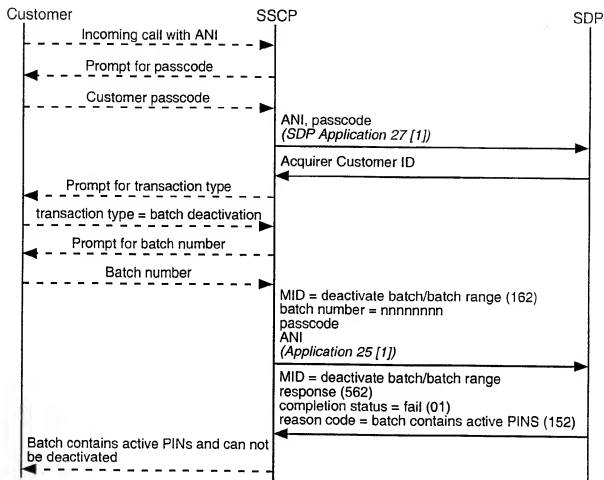 Customer SSCP SDP
Incoming call with ANI
Prompt for passcode
Customer passcode
ANI, passcode
(SDP Application 27 [1])
Acquirer Customer ID
Prompt for transaction type
transaction type = batch deactivation
Prompt for batch number
Batch number
MID = deactivate batch/batch range (162)
batch number = nnnnnnnn
passcode
ANI
(Application 25 [1])
MID = deactivate batch/batch range
response (562)
completion status = fail (01)
reason code = batch contains active PINS (152)
Batch contains active PINs and can not
be deactivated